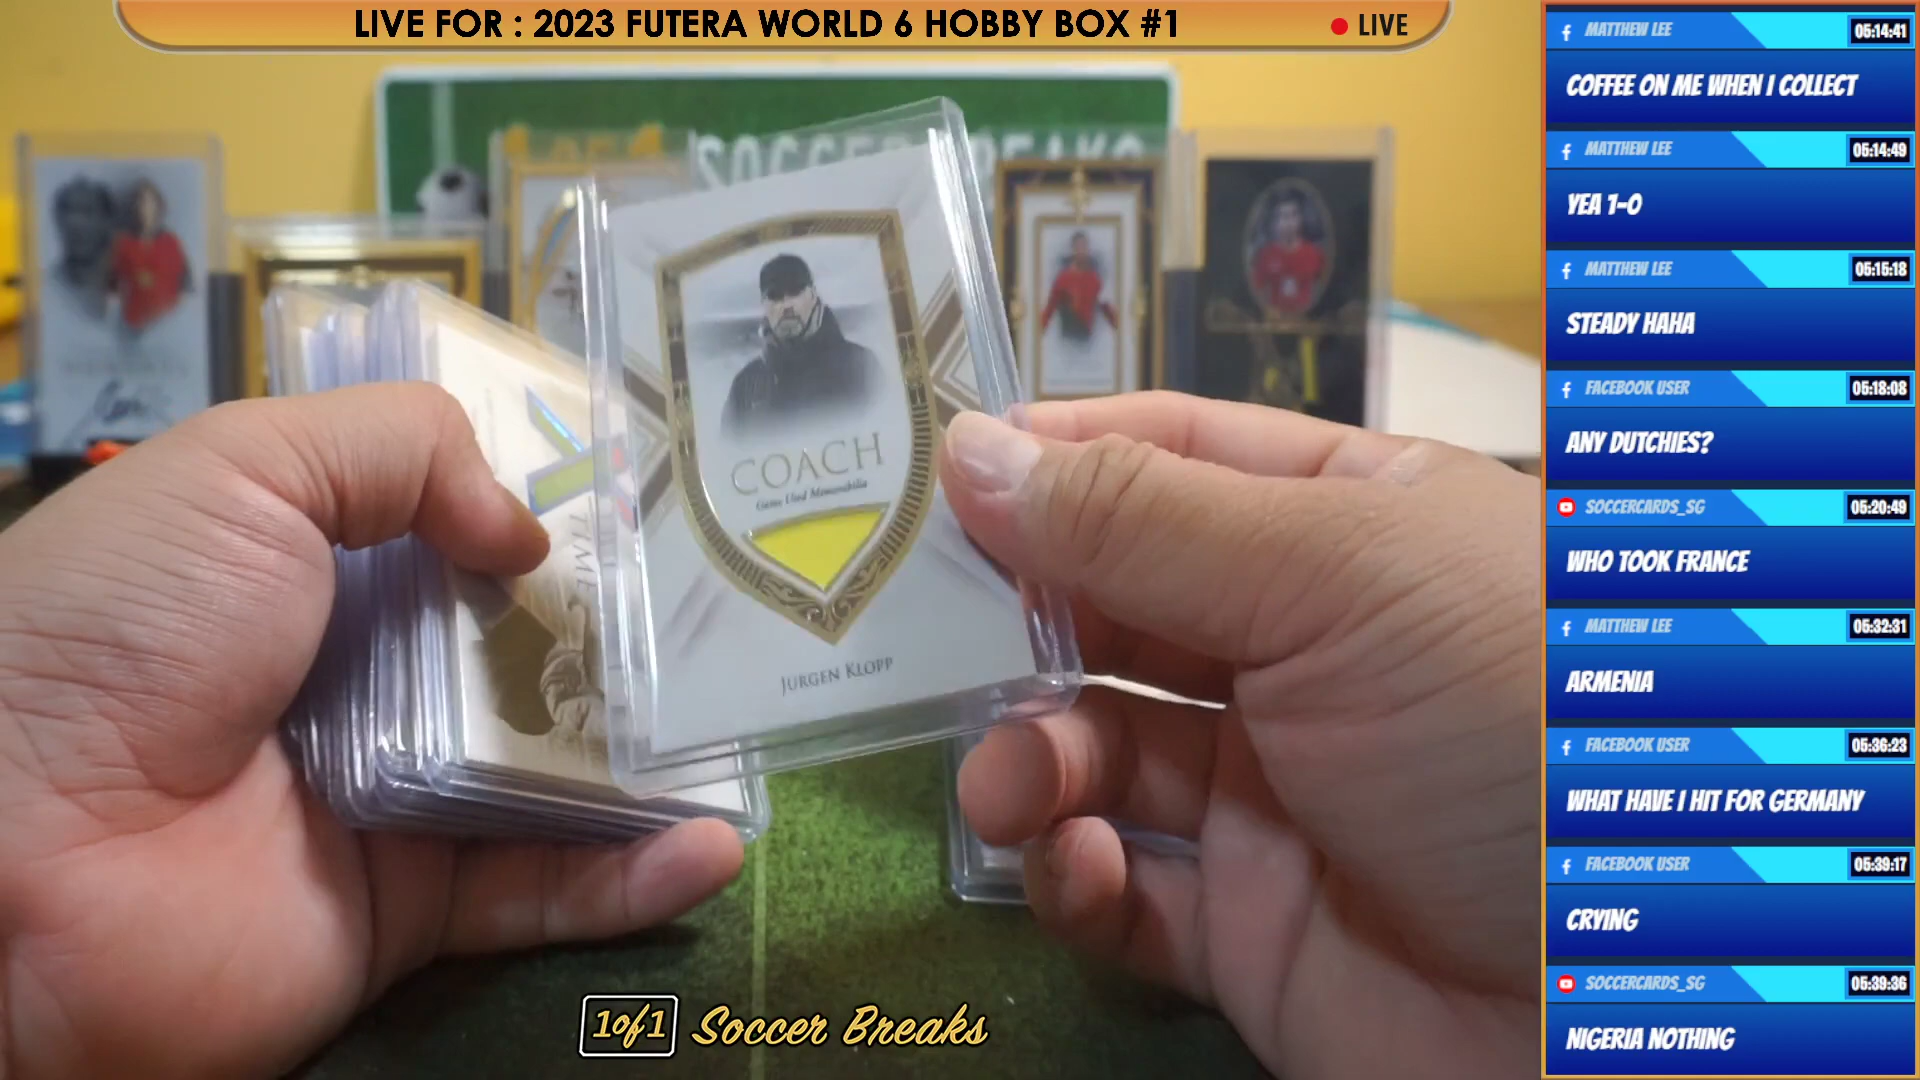 LIVE FOR : 2023 FUTERA WORLD 6 HOBBY BOX #1
LIVE
SOCCER BREAKS
COACH
Game Used Memorabilia
JURGEN KLOPP
TIME
1of1 Soccer Breaks
MATTHEW LEE 05:14:41
COFFEE ON ME WHEN I COLLECT
MATTHEW LEE 05:14:49
YEA 1-0
MATTHEW LEE 05:15:18
STEADY HAHA
FACEBOOK USER 05:18:08
ANY DUTCHIES?
SOCCERCARDS_SG 05:20:49
WHO TOOK FRANCE
MATTHEW LEE 05:32:31
ARMENIA
FACEBOOK USER 05:36:23
WHAT HAVE I HIT FOR GERMANY
FACEBOOK USER 05:39:17
CRYING
SOCCERCARDS_SG 05:39:36
NIGERIA NOTHING